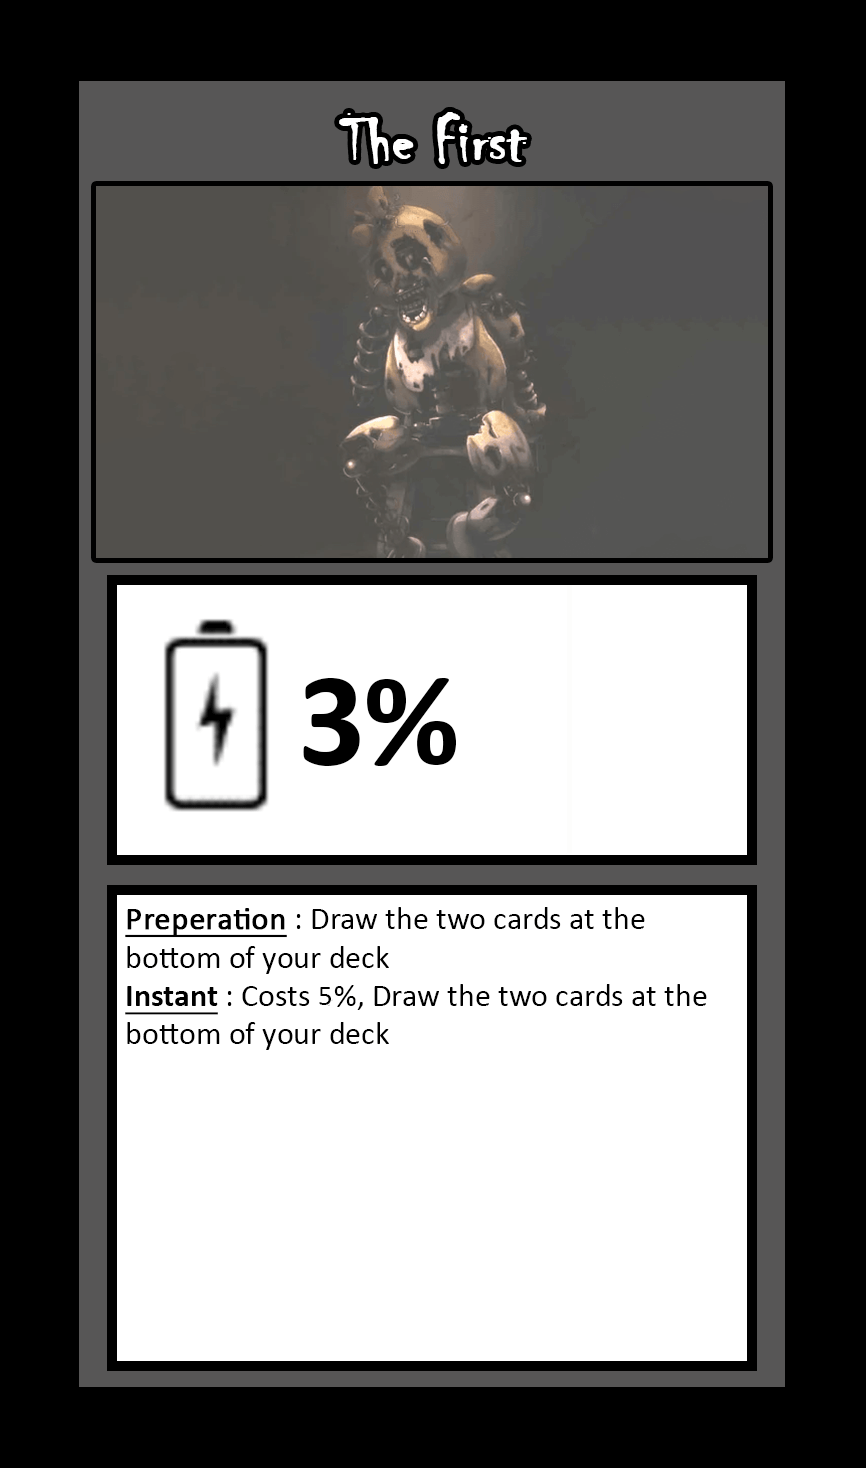 The First
3%
Preperation : Draw the two cards at the
bottom of your deck
Instant : Costs 5%, Draw the two cards at the
bottom of your deck